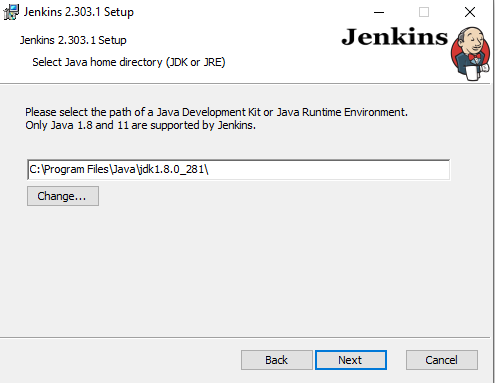 Jenkins 2.303.1 Setup
Jenkins 2.303.1 Setup
Jenkins
Select Java home directory (JDK or JRE)
Please select the path of a Java Development Kit or Java Runtime Environment.
Only Java 1.8 and 11 are supported by Jenkins.
C:\Program Files\Java\jdk1.8.0_281\
Change...
Back
Next
Cancel